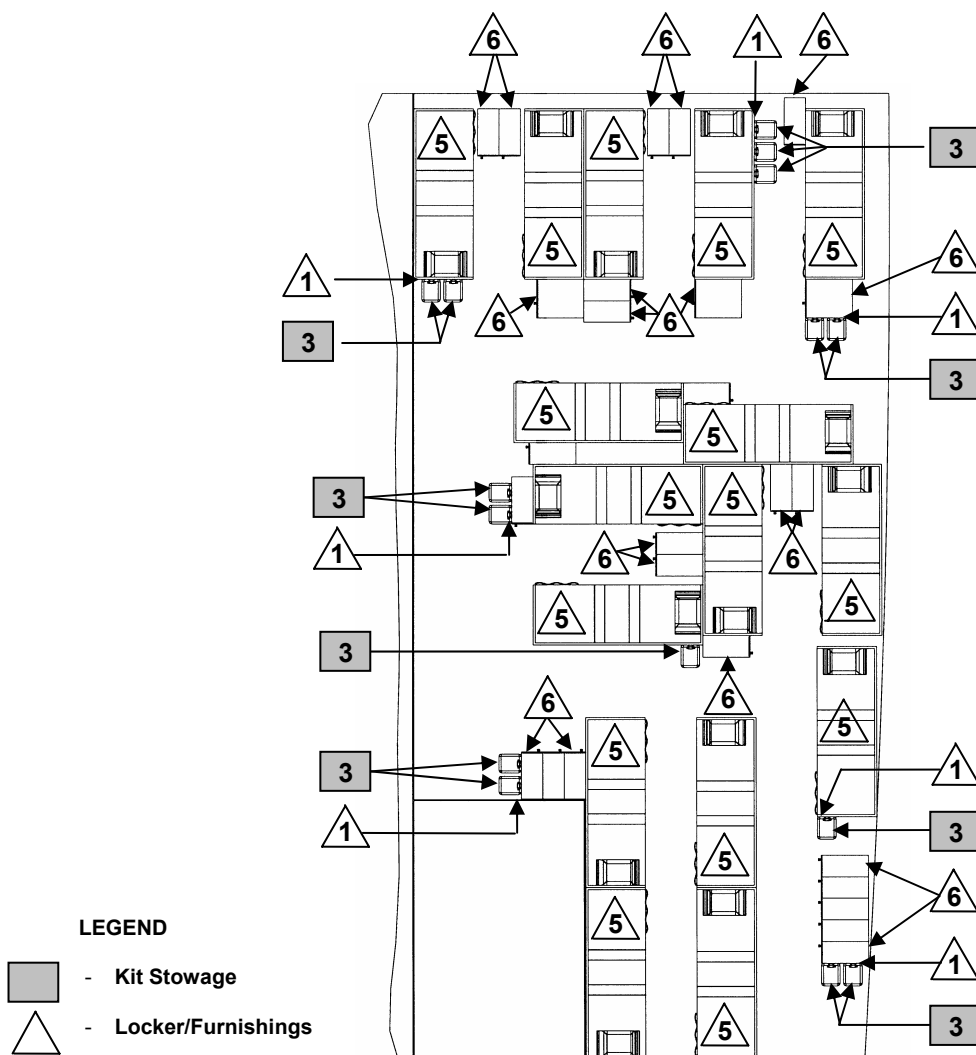 6 6 1 6
5 5 3
5 5 5
1 6
6 6 1
3
3
5 5
3 5 5
1 6 6
5 5
3
6 6
5 5
3 1
1 5 3
5 6
LEGEND
- Kit Stowage 1
- Locker/Furnishings 5 3